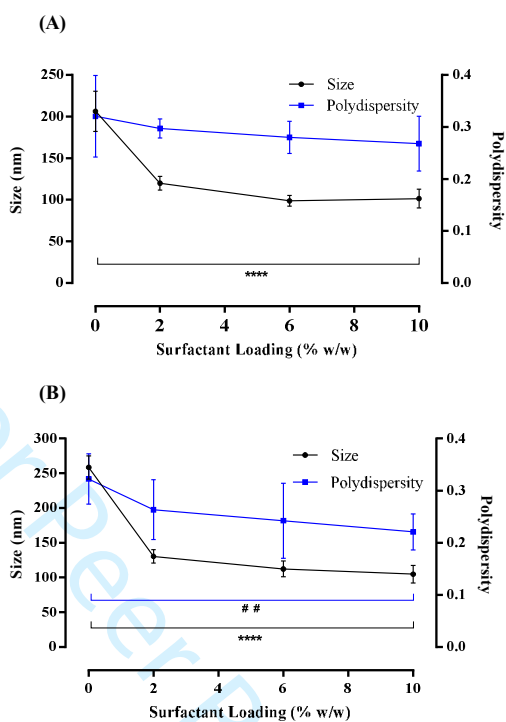 (A)
Size
Polydispersity
250
200
150
100
50
0
Size (nm)
0.4
0.3
0.2
0.1
0.0
Polydispersity
****
0 2 4 6 8 10
Surfactant Loading (% w/w)
(B)
Size
Polydispersity
300
250
200
150
100
50
0
Size (nm)
0.4
0.3
0.2
0.1
0.0
Polydispersity
# #
****
0 2 4 6 8 10
Surfactant Loading (% w/w)
Peer